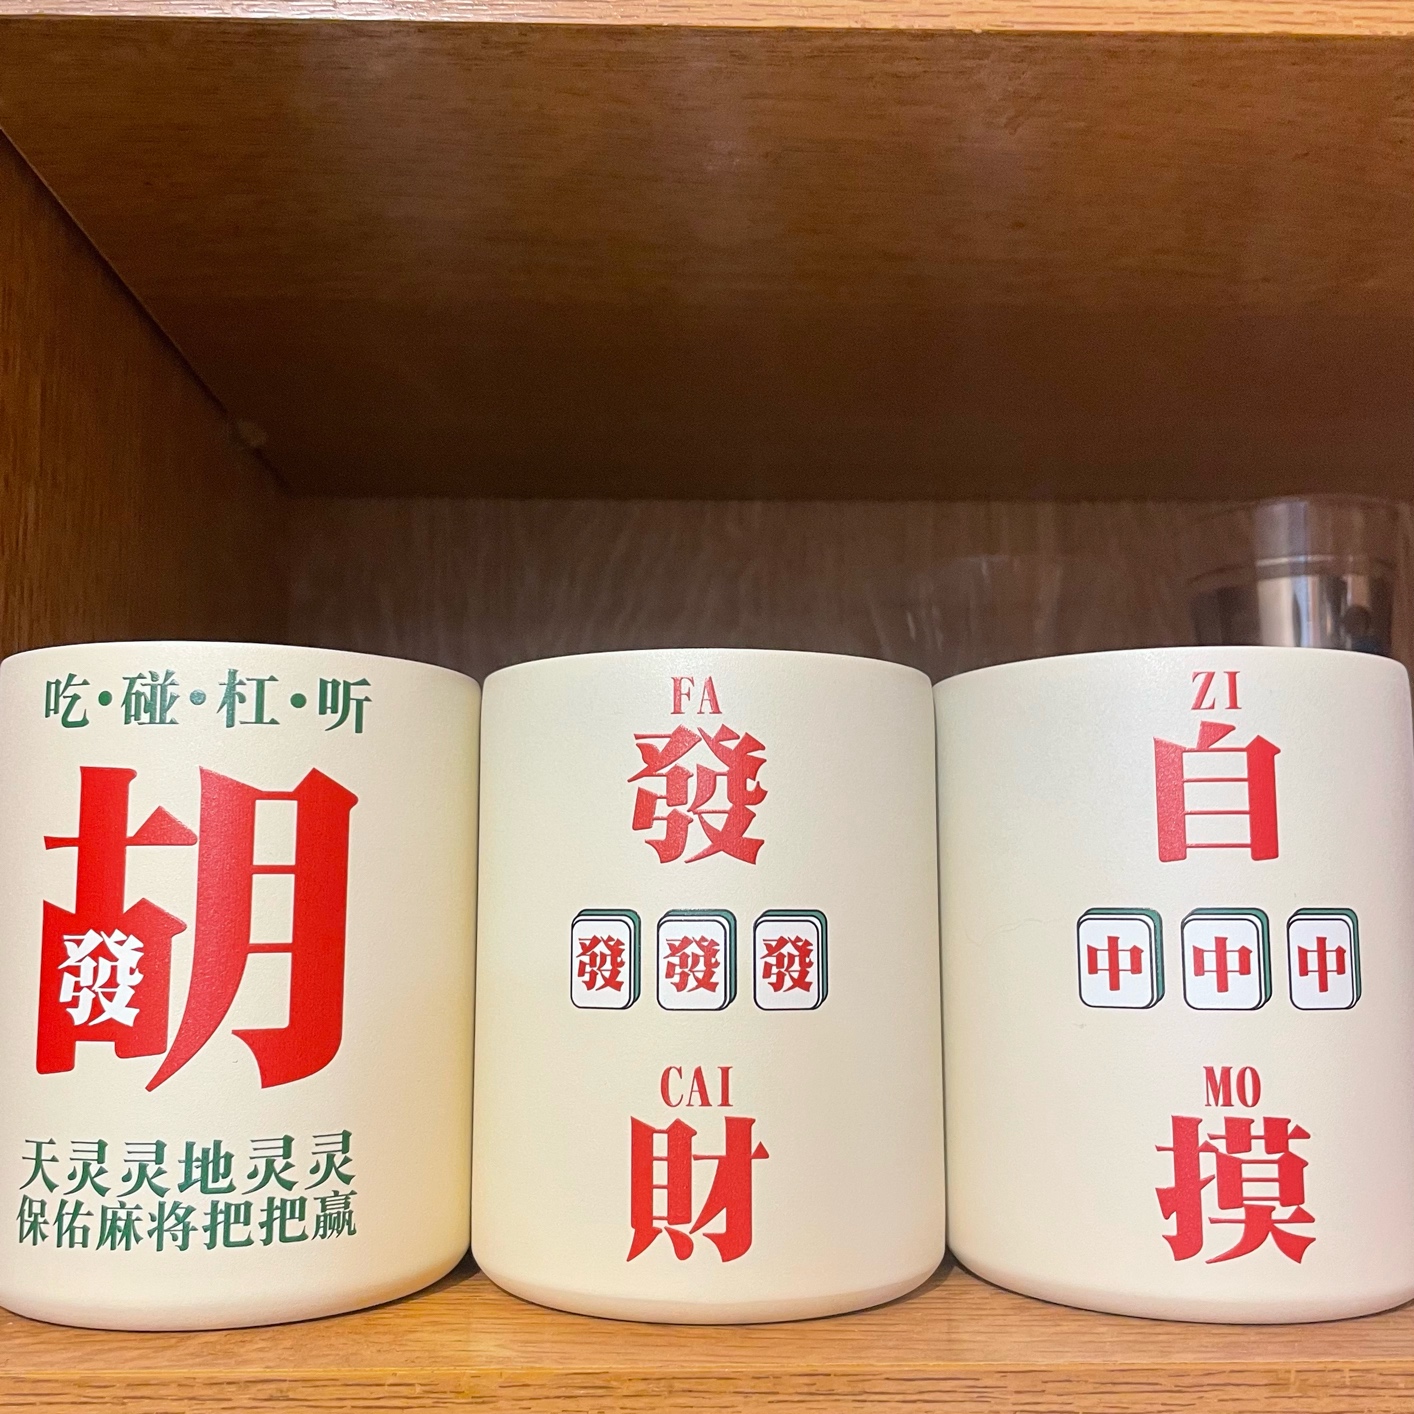 吃·碰·杠·听
胡
發
天灵灵地灵灵
保佑麻将把把赢
FA
發
發 發 發
CAI
財
ZI
自
中 中 中
MO
摸